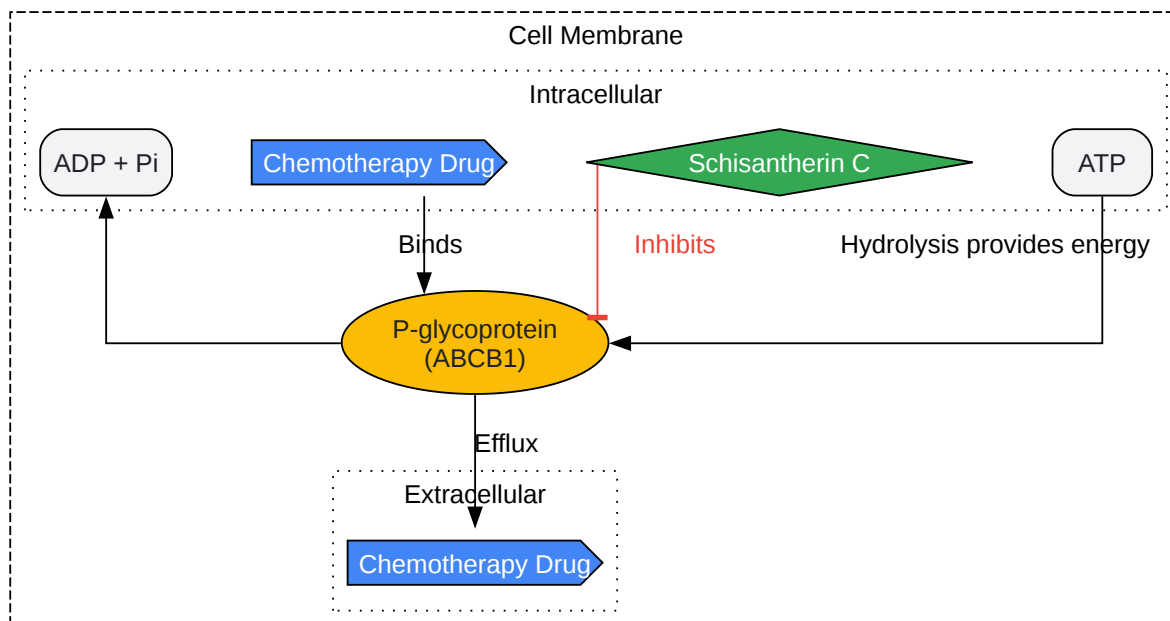 Cell Membrane
Intracellular
ADP + Pi
Chemotherapy Drug
Schisantherin C
ATP
Binds
Inhibits
Hydrolysis provides energy
P-glycoprotein
(ABCB1)
Efflux
Extracellular
Chemotherapy Drug